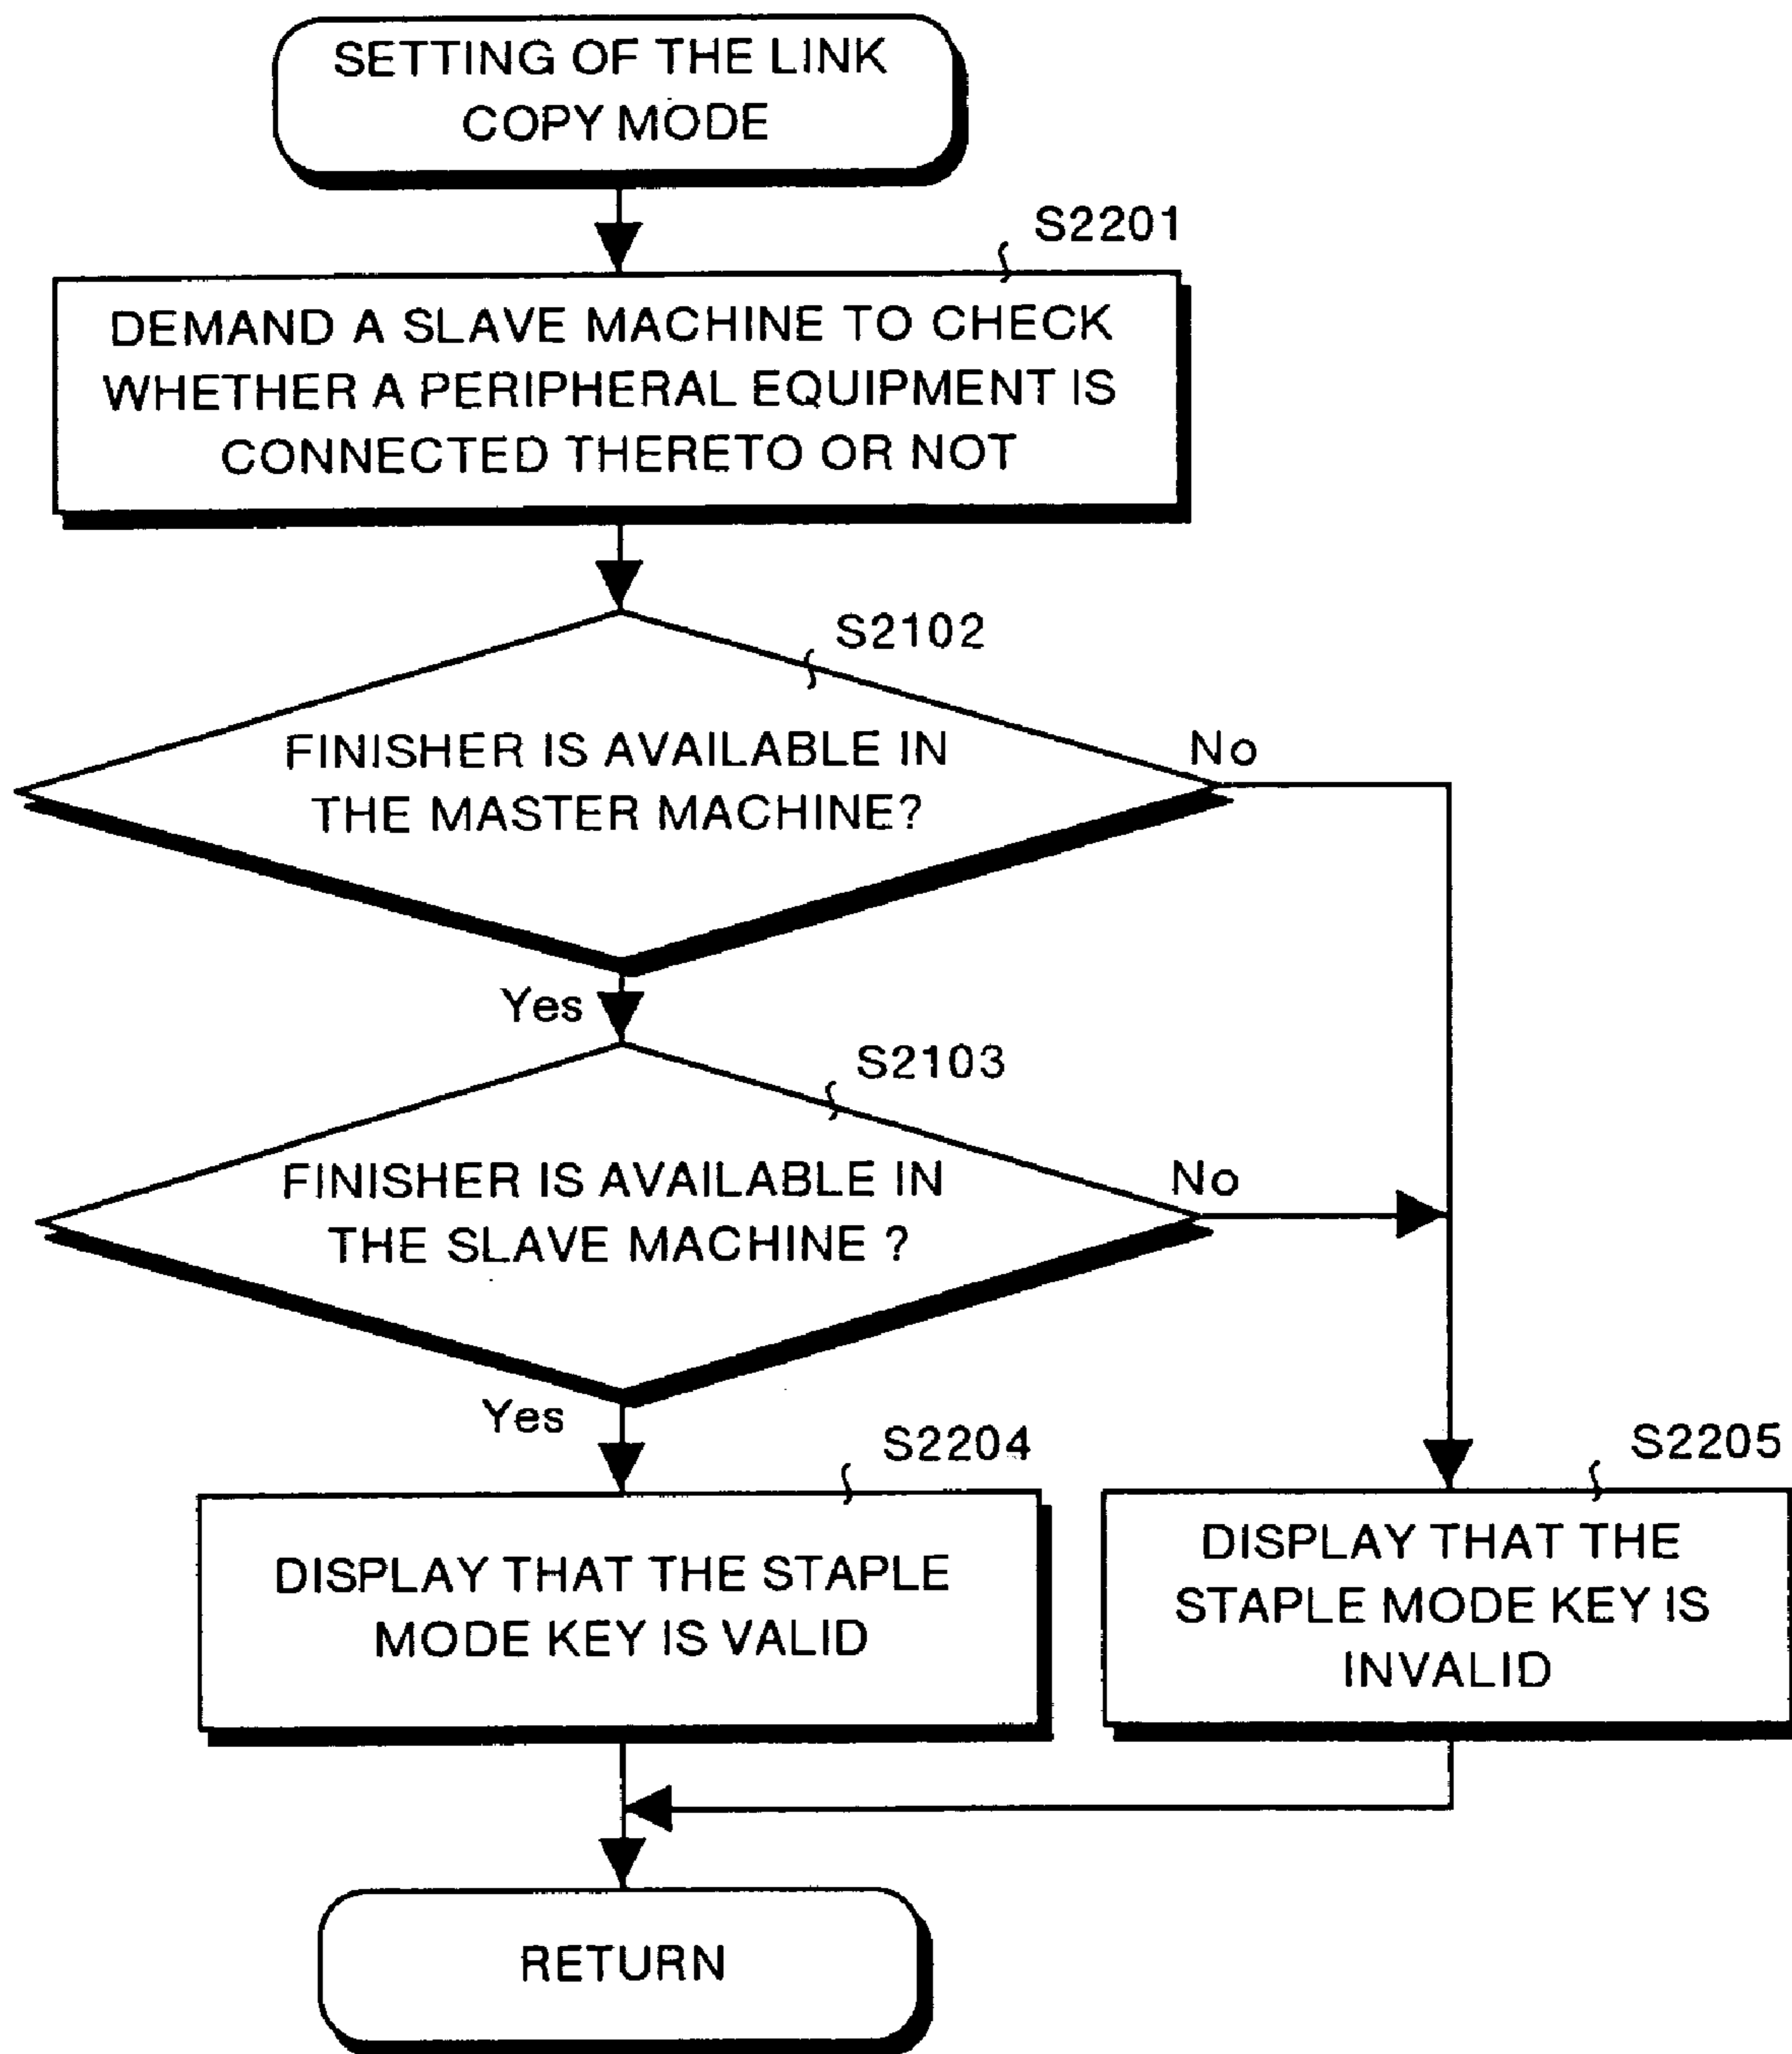 SETTING OF THE LINK
COPY MODE
S2201
DEMAND A SLAVE MACHINE TO CHECK
WHETHER A PERIPHERAL EQUIPMENT IS
CONNECTED THERETO OR NOT
S2102
FINISHER IS AVAILABLE IN
THE MASTER MACHINE?
No
Yes
S2103
FINISHER IS AVAILABLE IN
THE SLAVE MACHINE ?
No
Yes
S2204
DISPLAY THAT THE STAPLE
MODE KEY IS VALID
S2205
DISPLAY THAT THE
STAPLE MODE KEY IS
INVALID
RETURN